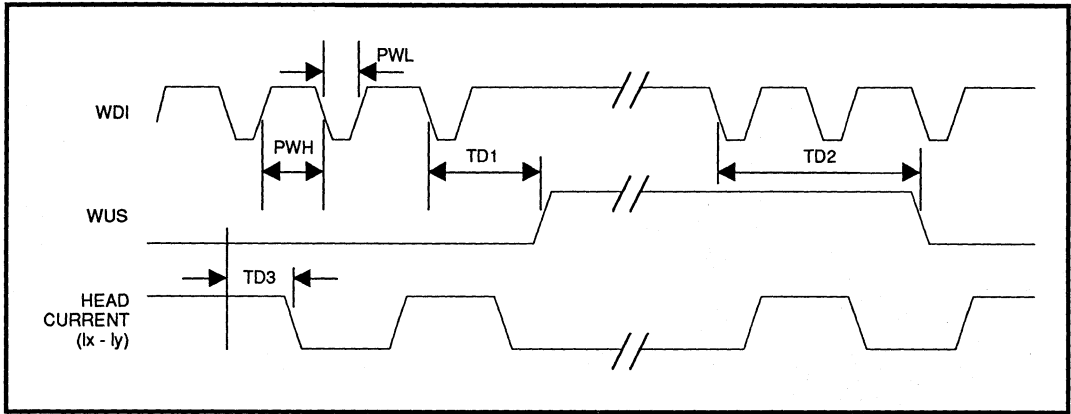 PWL
WDI
PWH
TD1
TD2
WUS
TD3
HEAD
CURRENT
(Ix - Iy)